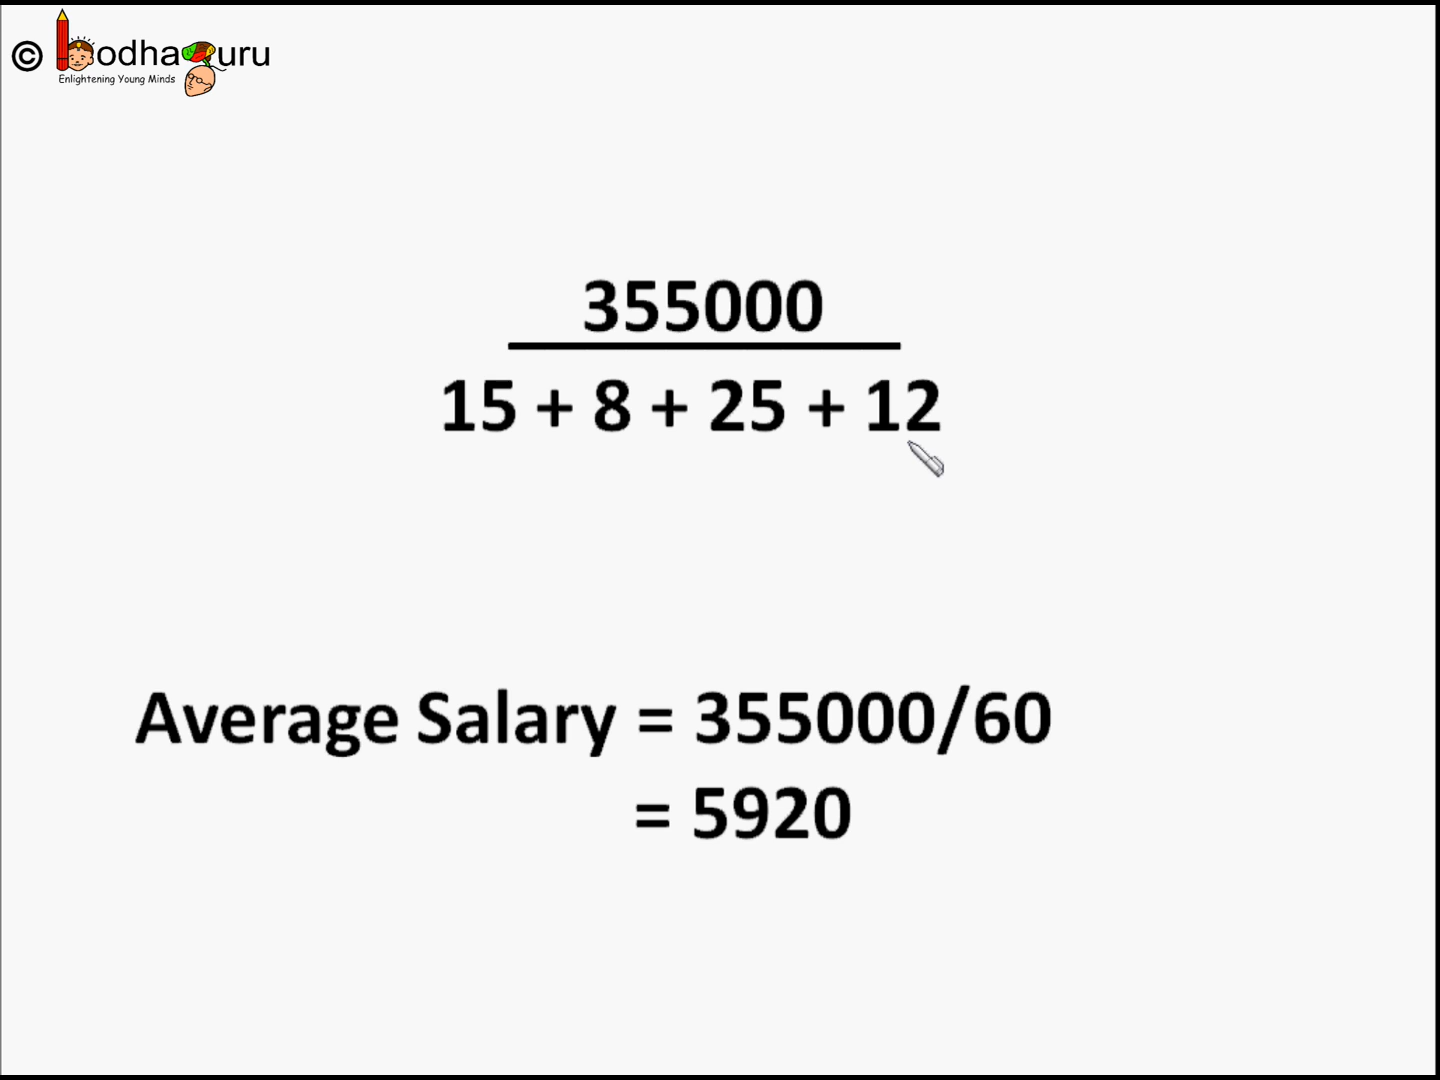 © bodhaguru
Enlightening Young Minds
355000
15 + 8 + 25 + 12
Average Salary = 355000/60
= 5920